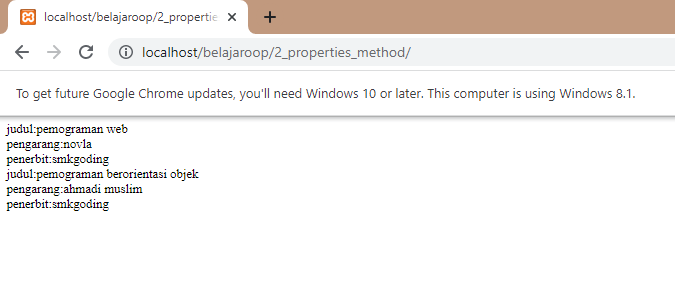 localhost/belajaroop/2_propertie
localhost/belajaroop/2_properties_method/
To get future Google Chrome updates, you'll need Windows 10 or later. This computer is using Windows 8.1.
judul:pemograman web
pengarang:novla
penerbit:smkgoding
judul:pemograman berorientasi objek
pengarang:ahmadi muslim
penerbit:smkgoding